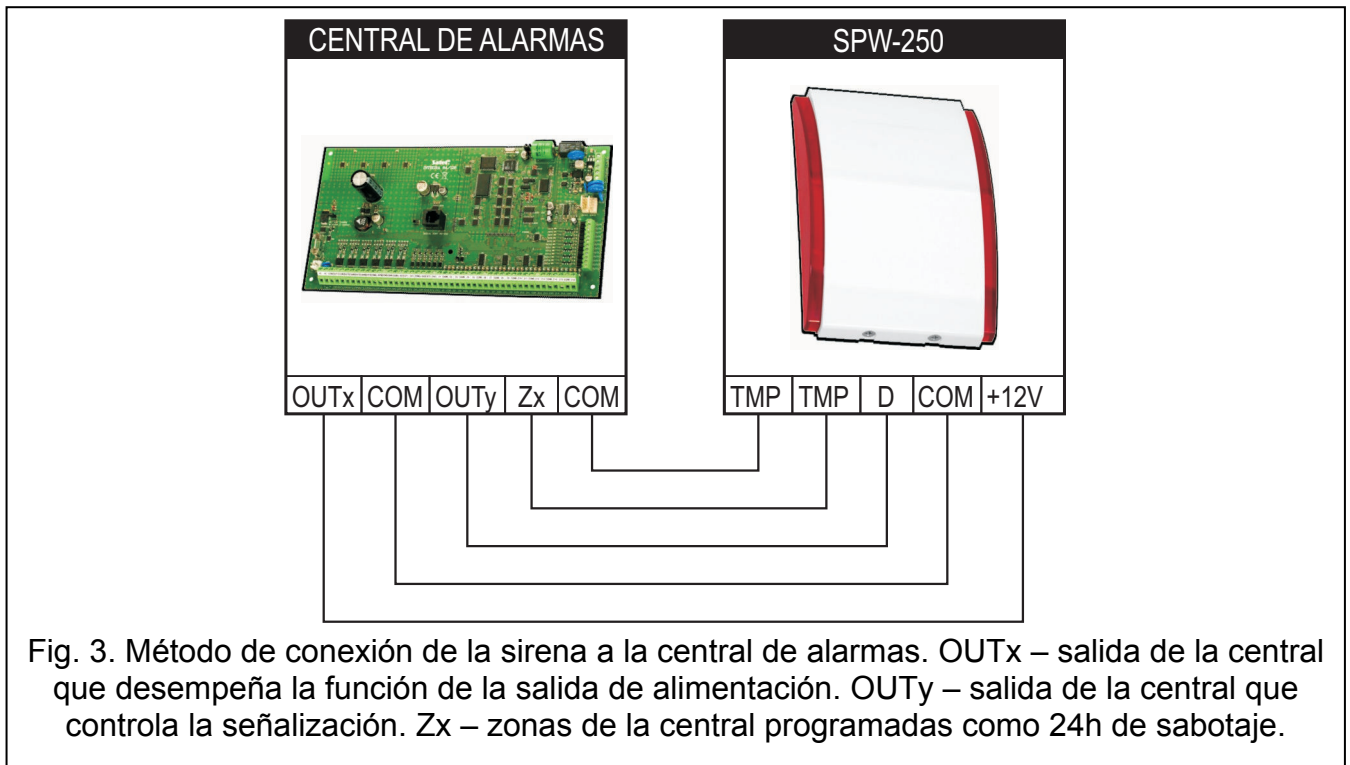 CENTRAL DE ALARMAS
SPW-250
OUTx COM OUTy Zx COM
TMP TMP D COM +12V
Fig. 3. Método de conexión de la sirena a la central de alarmas. OUTx – salida de la central
que desempeña la función de la salida de alimentación. OUTy – salida de la central que
controla la señalización. Zx – zonas de la central programadas como 24h de sabotaje.